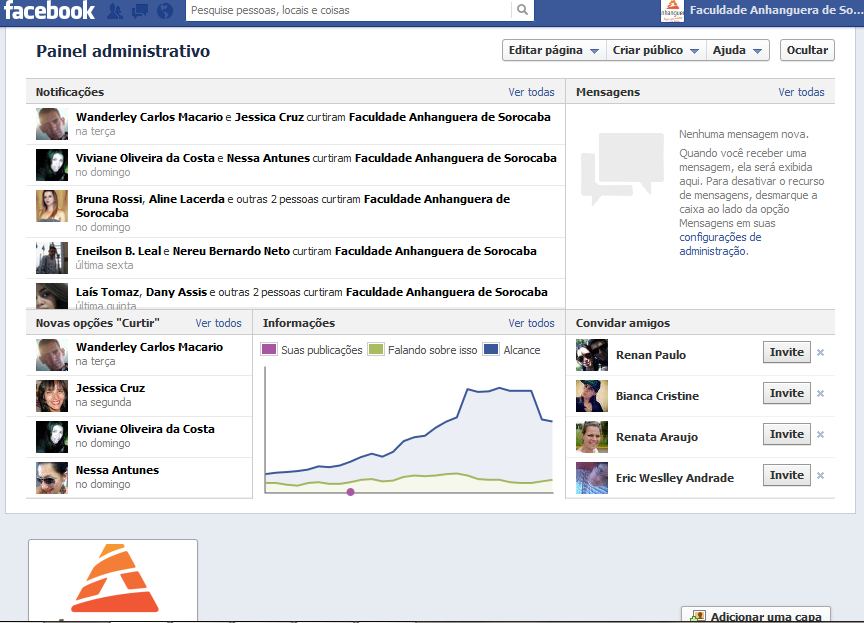 facebook
Pesquise pessoas, locais e coisas
Faculdade Anhanguera de So...
Painel administrativo
Editar página
Criar público
Ajuda
Ocultar
Notificações
Ver todas
Wanderley Carlos Macario e Jessica Cruz curtiram Faculdade Anhanguera de Sorocaba
na terça
Viviane Oliveira da Costa e Nessa Antunes curtiram Faculdade Anhanguera de Sorocaba
no domingo
Bruna Rossi, Aline Lacerda e outras 2 pessoas curtiram Faculdade Anhanguera de
Sorocaba
no domingo
Eneilson B. Leal e Nereu Bernardo Neto curtiram Faculdade Anhanguera de Sorocaba
última sexta
Laís Tomaz, Dany Assis e outras 2 pessoas curtiram Faculdade Anhanguera de Sorocaba
última quinta
Mensagens
Ver todas
Nenhuma mensagem nova.
Quando você receber uma
mensagem, ela será exibida
aqui. Para desativar o recurso
de mensagens, desmarque a
caixa ao lado da opção
Mensagens em suas
configurações de
administração.
Novas opções "Curtir"
Ver todos
Wanderley Carlos Macario
na terça
Jessica Cruz
na segunda
Viviane Oliveira da Costa
no domingo
Nessa Antunes
no domingo
Informações
Ver todos
Suas publicações
Falando sobre isso
Alcance
Convidar amigos
Renan Paulo
Invite
Bianca Cristine
Invite
Renata Araujo
Invite
Eric Weslley Andrade
Invite
Adicionar uma capa